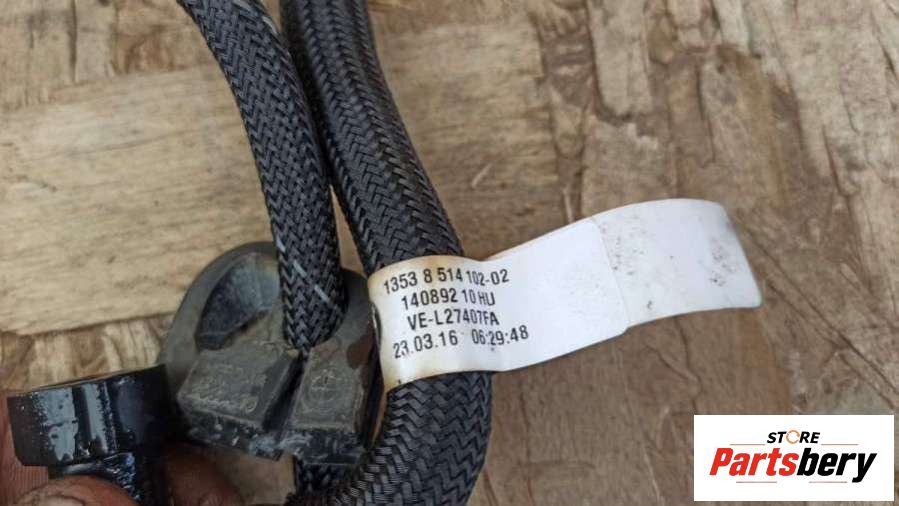 1353 8 514 102-02
140892 10 HU
VE-L27407FA
23.03.16 06:29:48
STORE
Partsbery